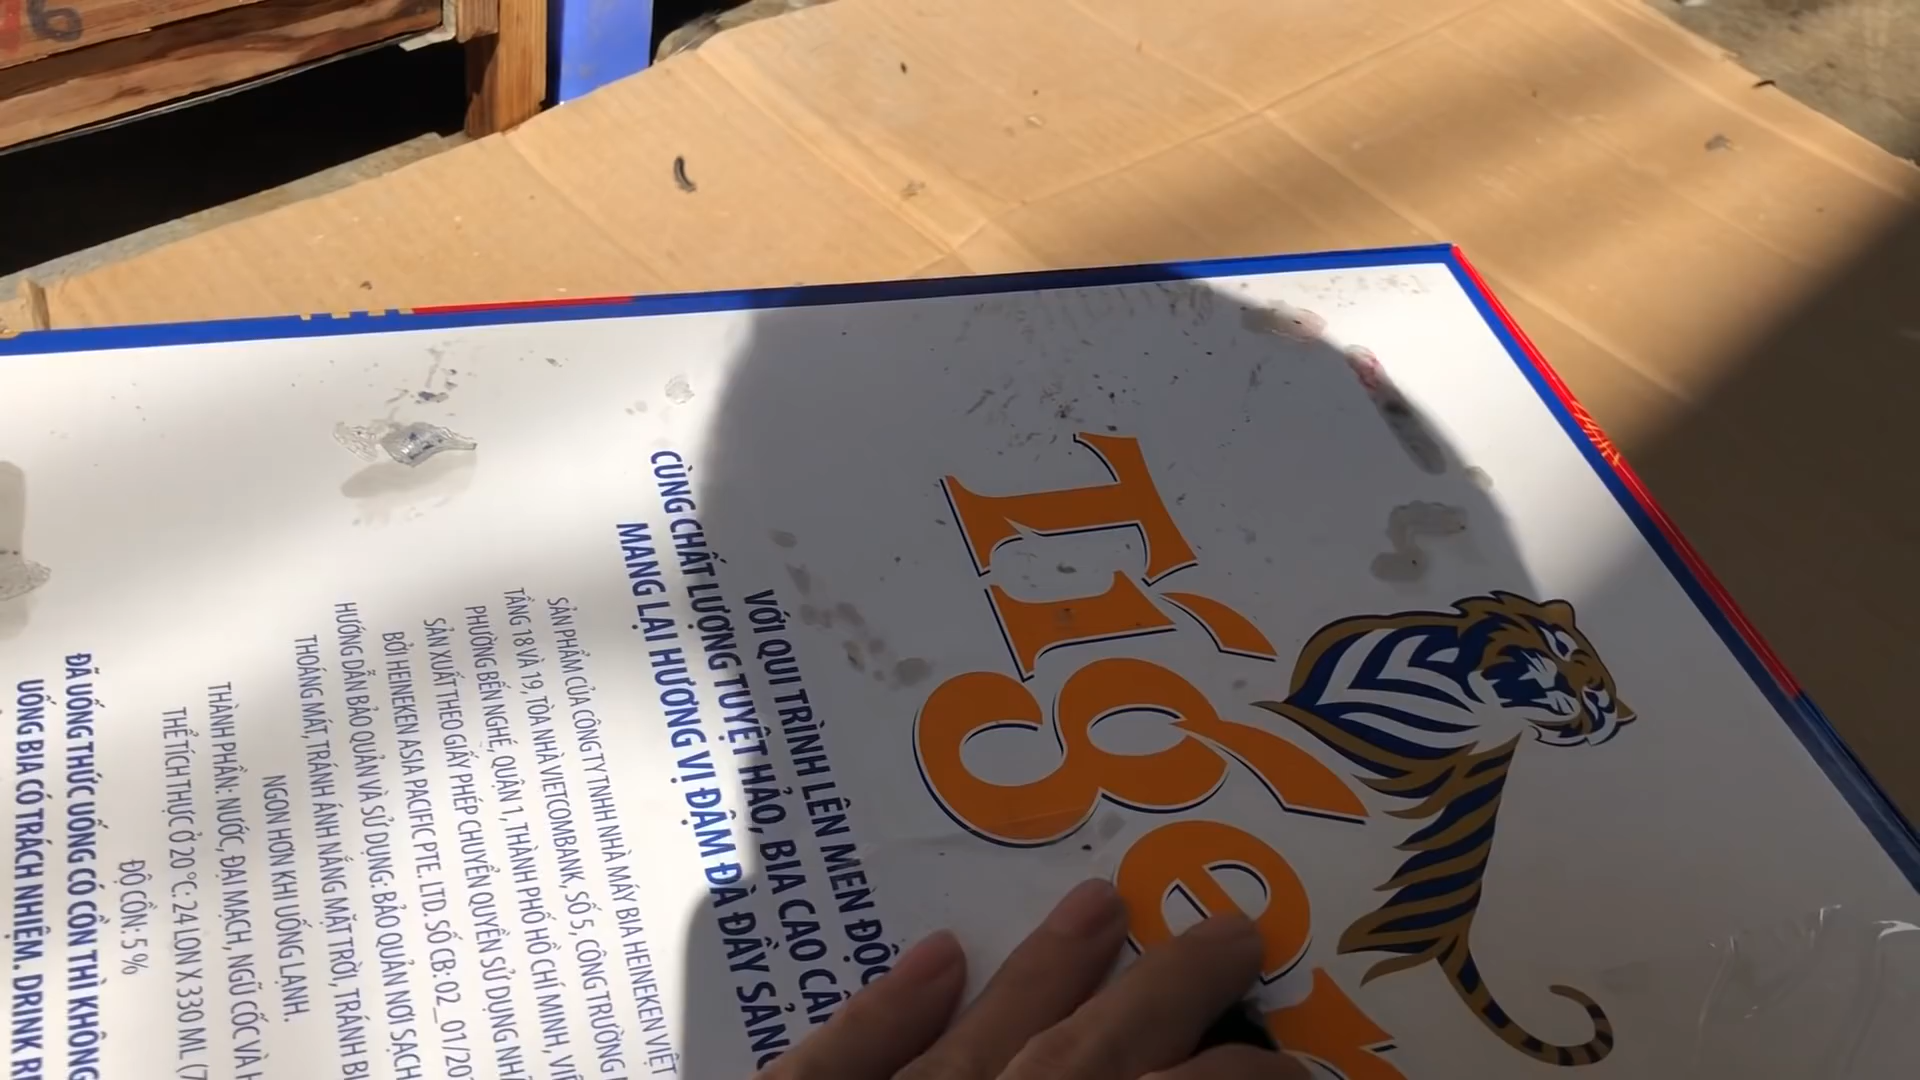 Tiger
VỚI QUI TRÌNH LÊN MEN ĐỘC
CÙNG CHẤT LƯỢNG TUYỆT HẢO, BIA CAO CẤP
MANG LẠI HƯƠNG VỊ ĐẬM ĐÀ ĐẦY SẢNG
SẢN PHẨM CỦA CÔNG TY TNHH NHÀ MÁY BIA HEINEKEN VIỆT
TẦNG 18 VÀ 19, TÒA NHÀ VIETCOMBANK, SỐ 5, CÔNG TRƯỜNG
PHƯỜNG BẾN NGHÉ, QUẬN 1, THÀNH PHỐ HỒ CHÍ MINH,
SẢN XUẤT THEO GIẤY PHÉP CHUYỂN QUYỀN SỬ DỤNG
BỞI HEINEKEN ASIA PACIFIC PTE. LTD. SỐ CB: 02_01/20
HƯỚNG DẪN BẢO QUẢN VÀ SỬ DỤNG: BẢO QUẢN NƠI SẠCH
THOÁNG MÁT, TRÁNH ÁNH NẮNG MẶT TRỜI, TRÁNH
NGON HƠN KHI UỐNG LẠNH.
THÀNH PHẦN: NƯỚC, ĐẠI MẠCH, NGŨ CỐC VÀ
THỂ TÍCH THỰC Ở 20 °C: 24 LON X 330 ML (7
ĐỘ CỒN: 5 %
ĐÃ UỐNG THỨC UỐNG CÓ CỒN THÌ KHÔNG
UỐNG BIA CÓ TRÁCH NHIỆM. DRINK